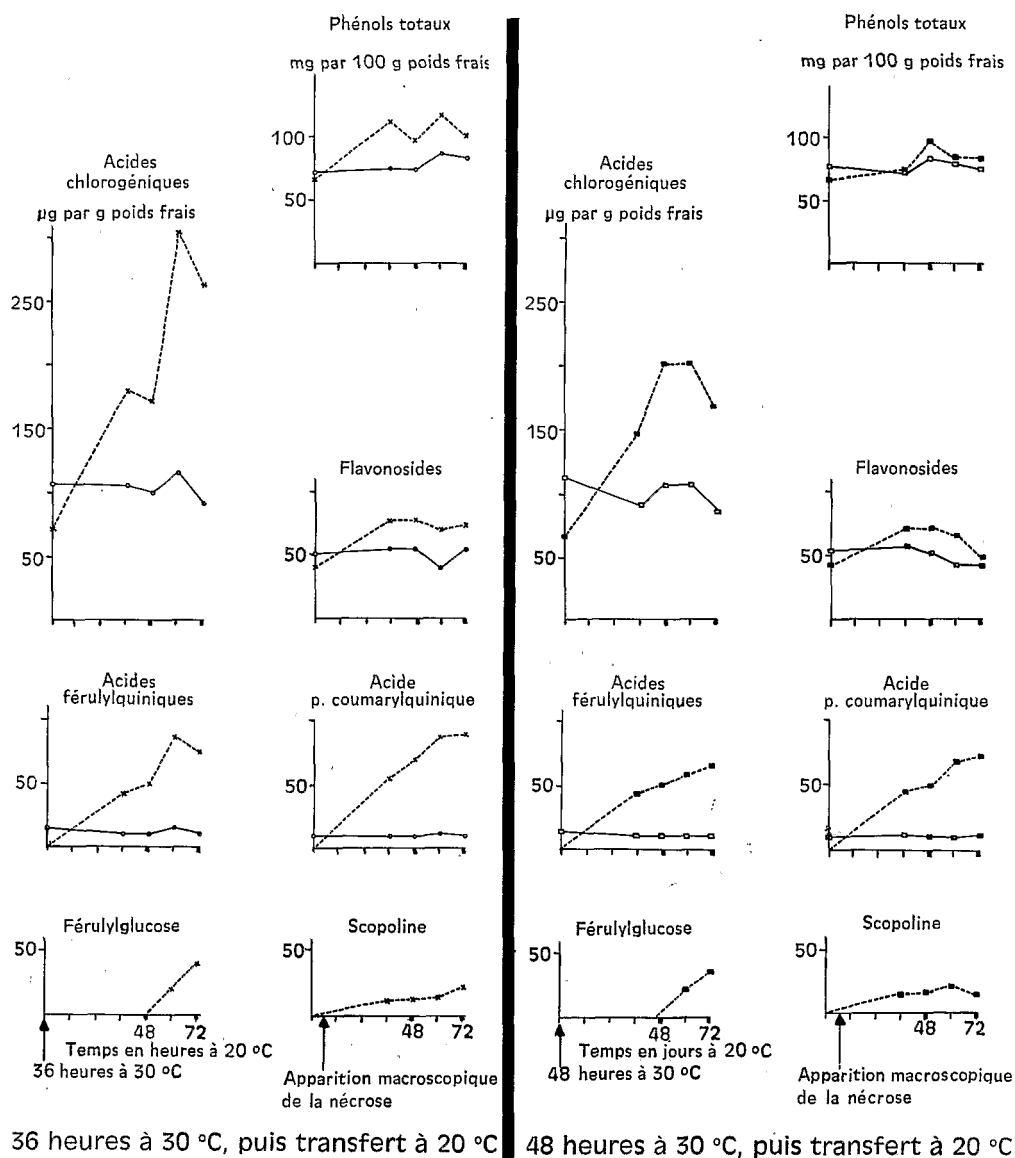 Phénols totaux
mg par 100 g poids frais
100
50
Acides
chlorogéniques
µg par g poids frais
250
150
50
Flavonosides
50
Acides
férulylquiniques
50
Acide
p. coumarylquinique
50
Férulylglucose
50
48
72
Temps en heures à 20 °C
36 heures à 30 °C
Scopoline
50
48
72
Apparition macroscopique
de la nécrose
36 heures à 30 °C, puis transfert à 20 °C
Phénols totaux
mg par 100 g poids frais
100
50
Acides
chlorogéniques
µg par g poids frais
250
150
50
Flavonosides
50
Acides
férulylquiniques
50
Acide
p. coumarylquinique
50
Férulylglucose
50
48
72
Temps en jours à 20 °C
48 heures à 30 °C
Scopoline
50
48
72
Apparition macroscopique
de la nécrose
48 heures à 30 °C, puis transfert à 20 °C